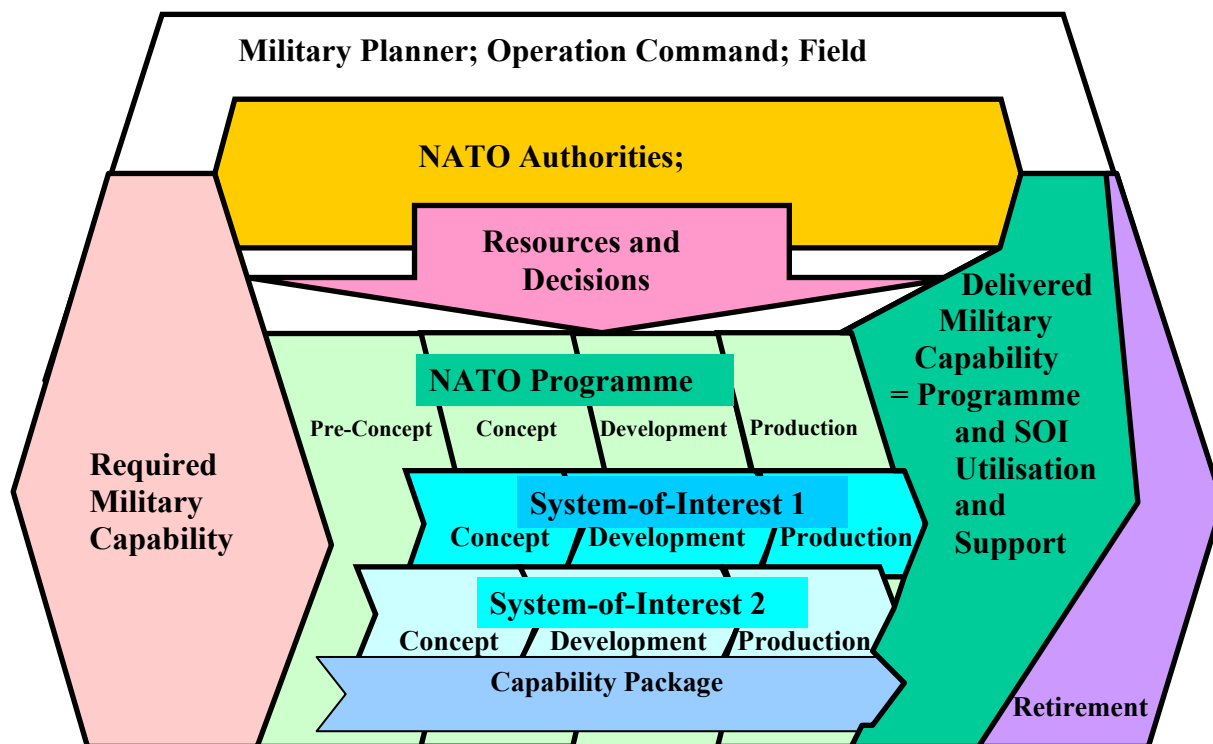 Military Planner; Operation Command; Field
NATO Authorities;
Resources and
Decisions
NATO Programme
Pre-Concept
Concept
Development
Production
Required
Military
Capability
System-of-Interest 1
Concept
Development
Production
System-of-Interest 2
Concept
Development
Production
Capability Package
Delivered
Military
Capability
= Programme
and SOI
Utilisation
and
Support
Retirement